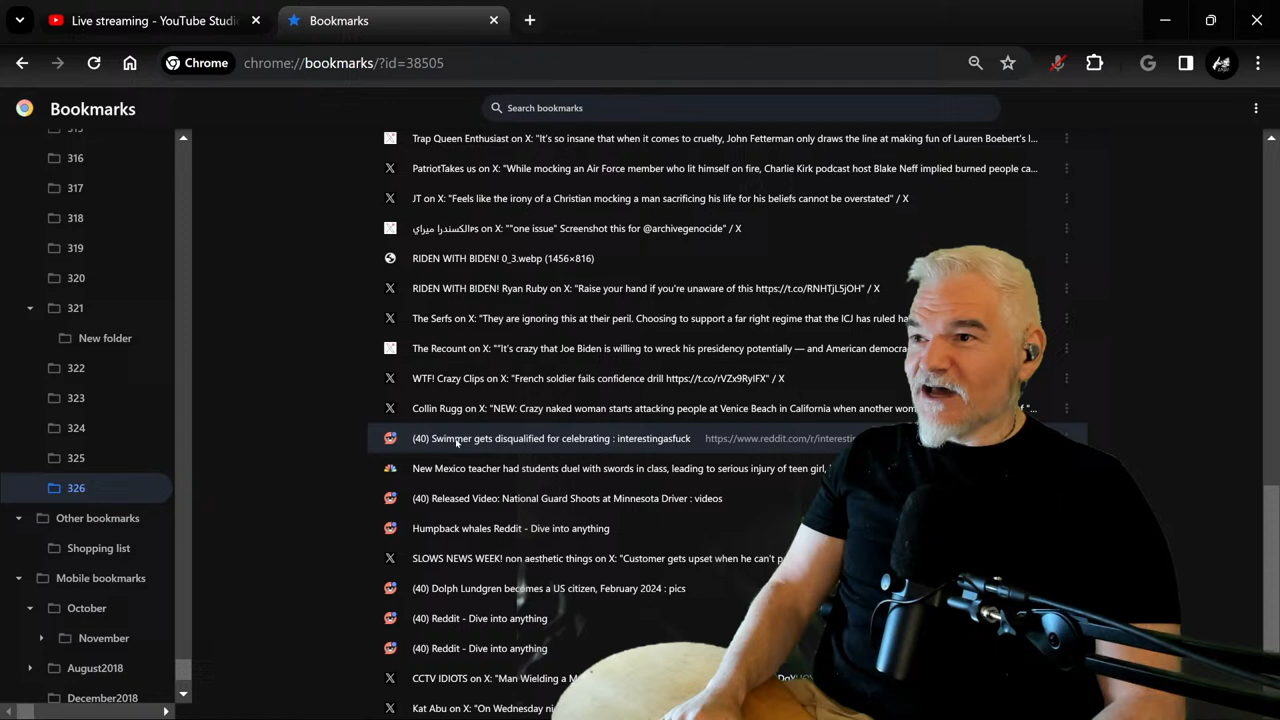 Live streaming - YouTube Studi
Bookmarks
Chrome
chrome://bookmarks/?id=38505
Bookmarks
Search bookmarks
315
316
317
318
319
320
321
New folder
322
323
324
325
326
Other bookmarks
Shopping list
Mobile bookmarks
October
November
August2018
December2018
Trap Queen Enthusiast on X: "It's so insane that when it comes to cruelty, John Fetterman only draws the line at making fun of Lauren Boebert's I...
PatriotTakes us on X: "While mocking an Air Force member who lit himself on fire, Charlie Kirk podcast host Blake Neff implied burned people ca...
JT on X: "Feels like the irony of a Christian mocking a man sacrificing his life for his beliefs cannot be overstated" / X
الكسندرا ميراي on X: ""one issue" Screenshot this for @archivegenocide" / X
RIDEN WITH BIDEN! 0_3.webp (1456×816)
RIDEN WITH BIDEN! Ryan Ruby on X: "Raise your hand if you're unaware of this https://t.co/RNHTjL5jOH" / X
The Serfs on X: "They are ignoring this at their peril. Choosing to support a far right regime that the ICJ has ruled ha
The Recount on X: ""It's crazy that Joe Biden is willing to wreck his presidency potentially — and American democra
WTF! Crazy Clips on X: "French soldier fails confidence drill https://t.co/rVZx9RyIFX" / X
Collin Rugg on X: "NEW: Crazy naked woman starts attacking people at Venice Beach in California when another wom of "...
(40) Swimmer gets disqualified for celebrating : interestingasfuck https://www.reddit.com/r/interesti
New Mexico teacher had students duel with swords in class, leading to serious injury of teen girl,
(40) Released Video: National Guard Shoots at Minnesota Driver : videos
Humpback whales Reddit - Dive into anything
SLOWS NEWS WEEK! non aesthetic things on X: "Customer gets upset when he can't p
(40) Dolph Lundgren becomes a US citizen, February 2024 : pics
(40) Reddit - Dive into anything
(40) Reddit - Dive into anything
CCTV IDIOTS on X: "Man Wielding a M
Kat Abu on X: "On Wednesday ni